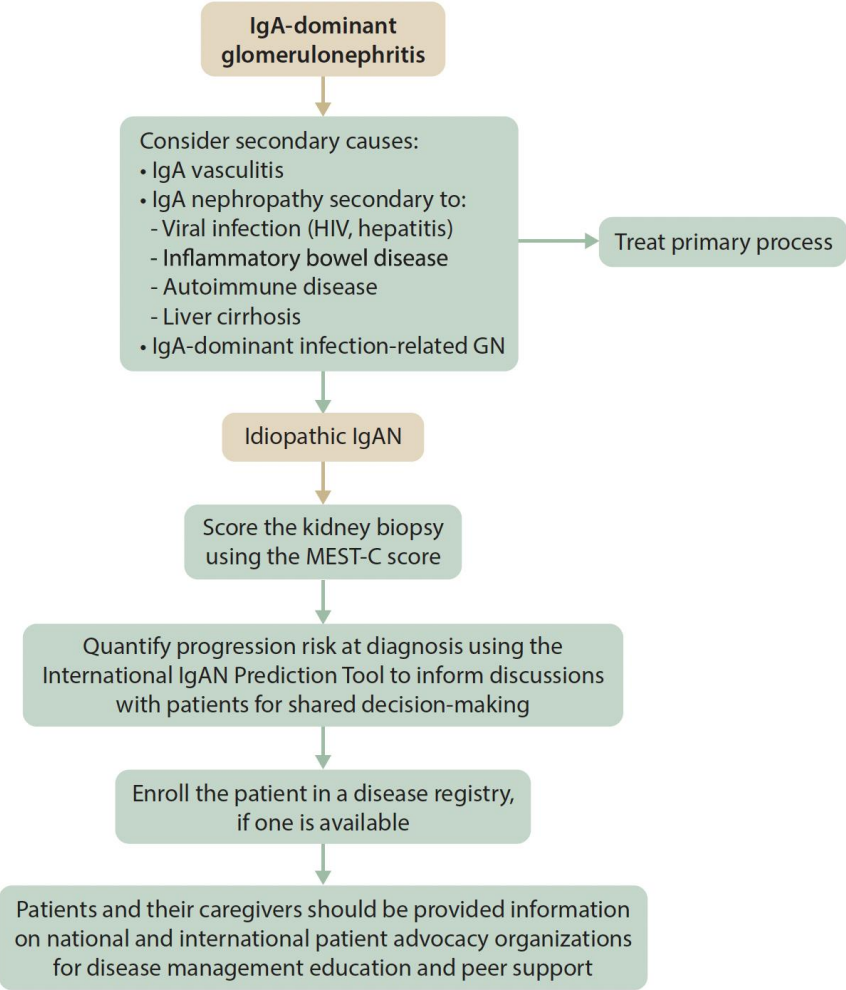 IgA-dominant
glomerulonephritis
Consider secondary causes:
• IgA vasculitis
• IgA nephropathy secondary to:
- Viral infection (HIV, hepatitis)
- Inflammatory bowel disease
- Autoimmune disease
- Liver cirrhosis
• IgA-dominant infection-related GN
Treat primary process
Idiopathic IgAN
Score the kidney biopsy
using the MEST-C score
Quantify progression risk at diagnosis using the
International IgAN Prediction Tool to inform discussions
with patients for shared decision-making
Enroll the patient in a disease registry,
if one is available
Patients and their caregivers should be provided information
on national and international patient advocacy organizations
for disease management education and peer support